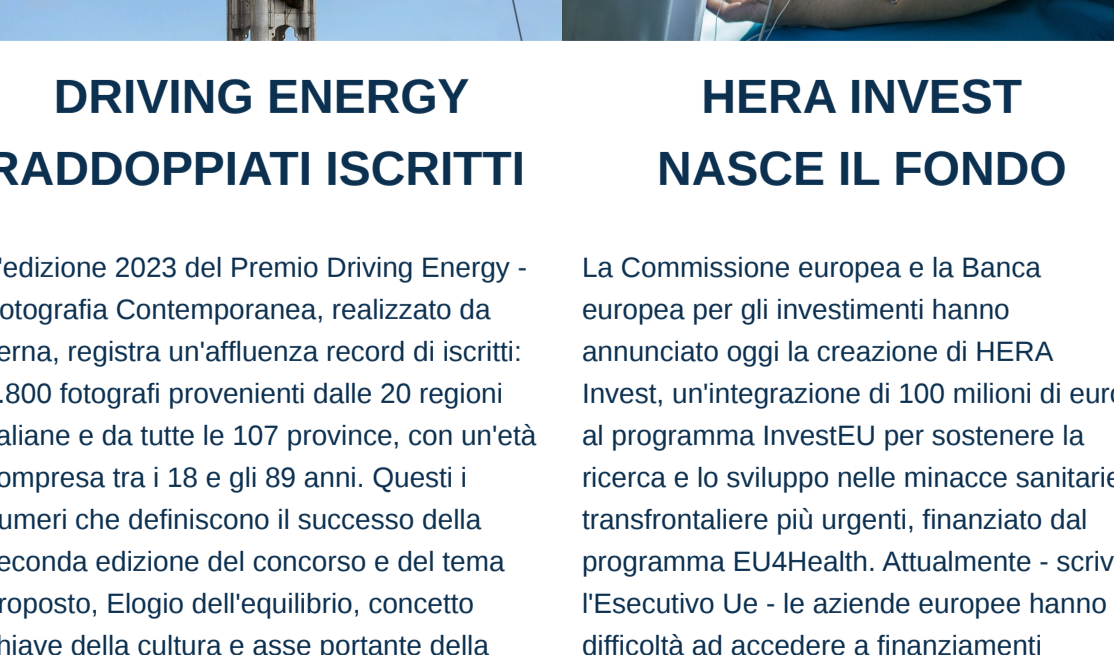 DRIVING ENERGY
RADDOPPIATI ISCRITTI
'edizione 2023 del Premio Driving Energy -
otografia Contemporanea, realizzato da
erna, registra un'affluenza record di iscritti:
.800 fotografi provenienti dalle 20 regioni
aliane e da tutte le 107 province, con un'età
ompresa tra i 18 e gli 89 anni. Questi i
umeri che definiscono il successo della
econda edizione del concorso e del tema
roposto, Elogio dell'equilibrio, concetto
hiave della cultura e asse portante della
HERA INVEST
NASCE IL FONDO
La Commissione europea e la Banca
europea per gli investimenti hanno
annunciato oggi la creazione di HERA
Invest, un'integrazione di 100 milioni di euro
al programma InvestEU per sostenere la
ricerca e lo sviluppo nelle minacce sanitarie
transfrontaliere più urgenti, finanziato dal
programma EU4Health. Attualmente - scriv
l'Esecutivo Ue - le aziende europee hanno
difficoltà ad accedere a finanziamenti